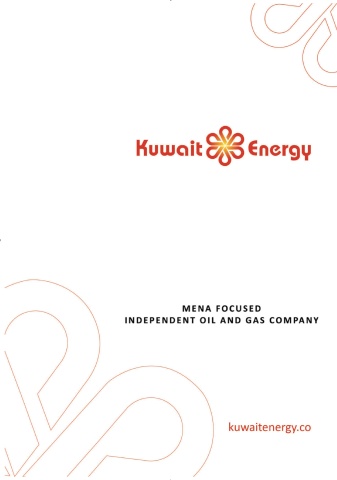 Kuwait Energy
MENA FOCUSED
INDEPENDENT OIL AND GAS COMPANY
kuwaitenergy.co